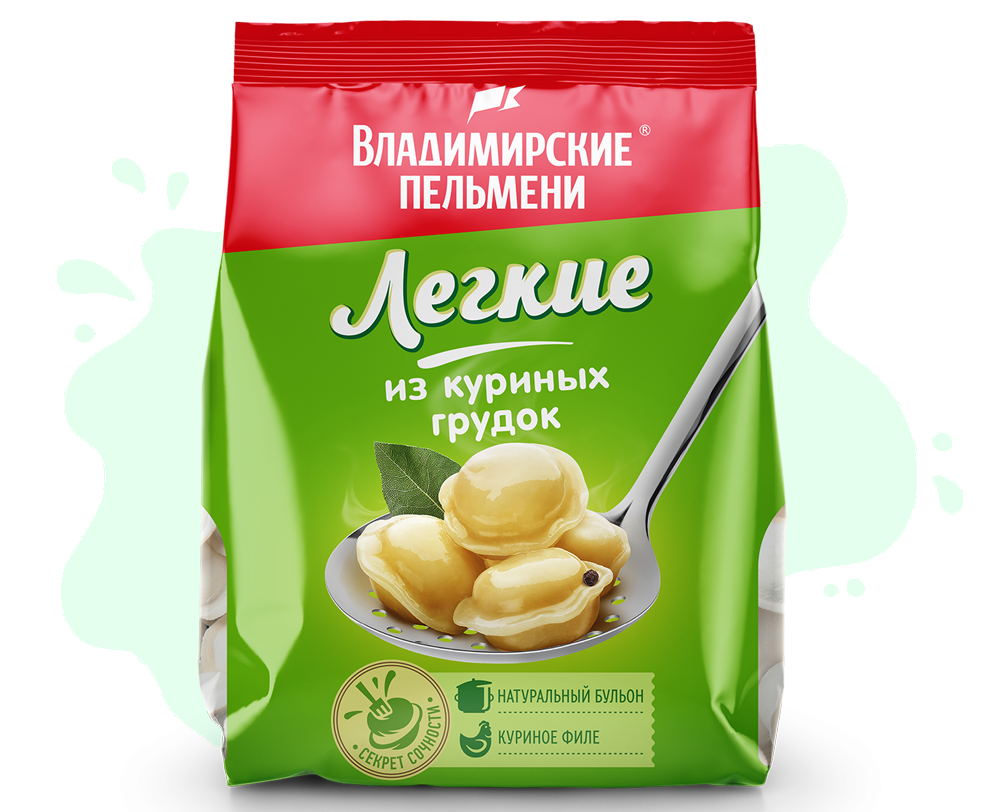 ВЛАДИМИРСКИЕ ®
ПЕЛЬМЕНИ
Легкие
из куриных
грудок
НАТУРАЛЬНЫЙ БУЛЬОН
КУРИНОЕ ФИЛЕ
• СЕКРЕТ СОЧНОСТИ •